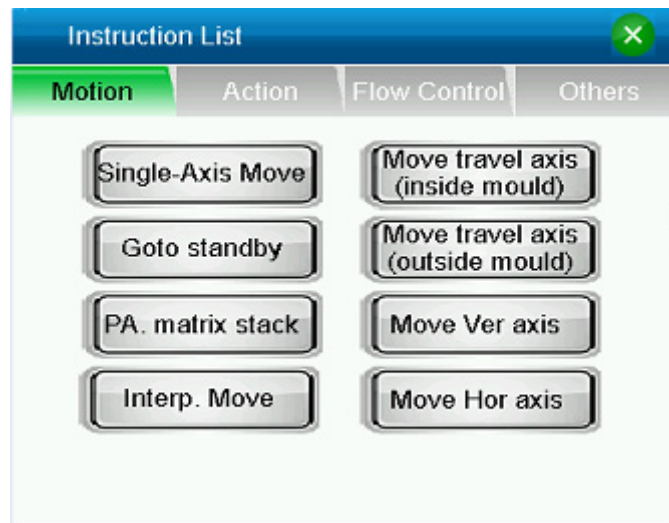 Instruction List
Motion Action Flow Control Others
Single-Axis Move
Move travel axis
(inside mould)
Goto standby
Move travel axis
(outside mould)
PA. matrix stack
Move Ver axis
Interp. Move
Move Hor axis